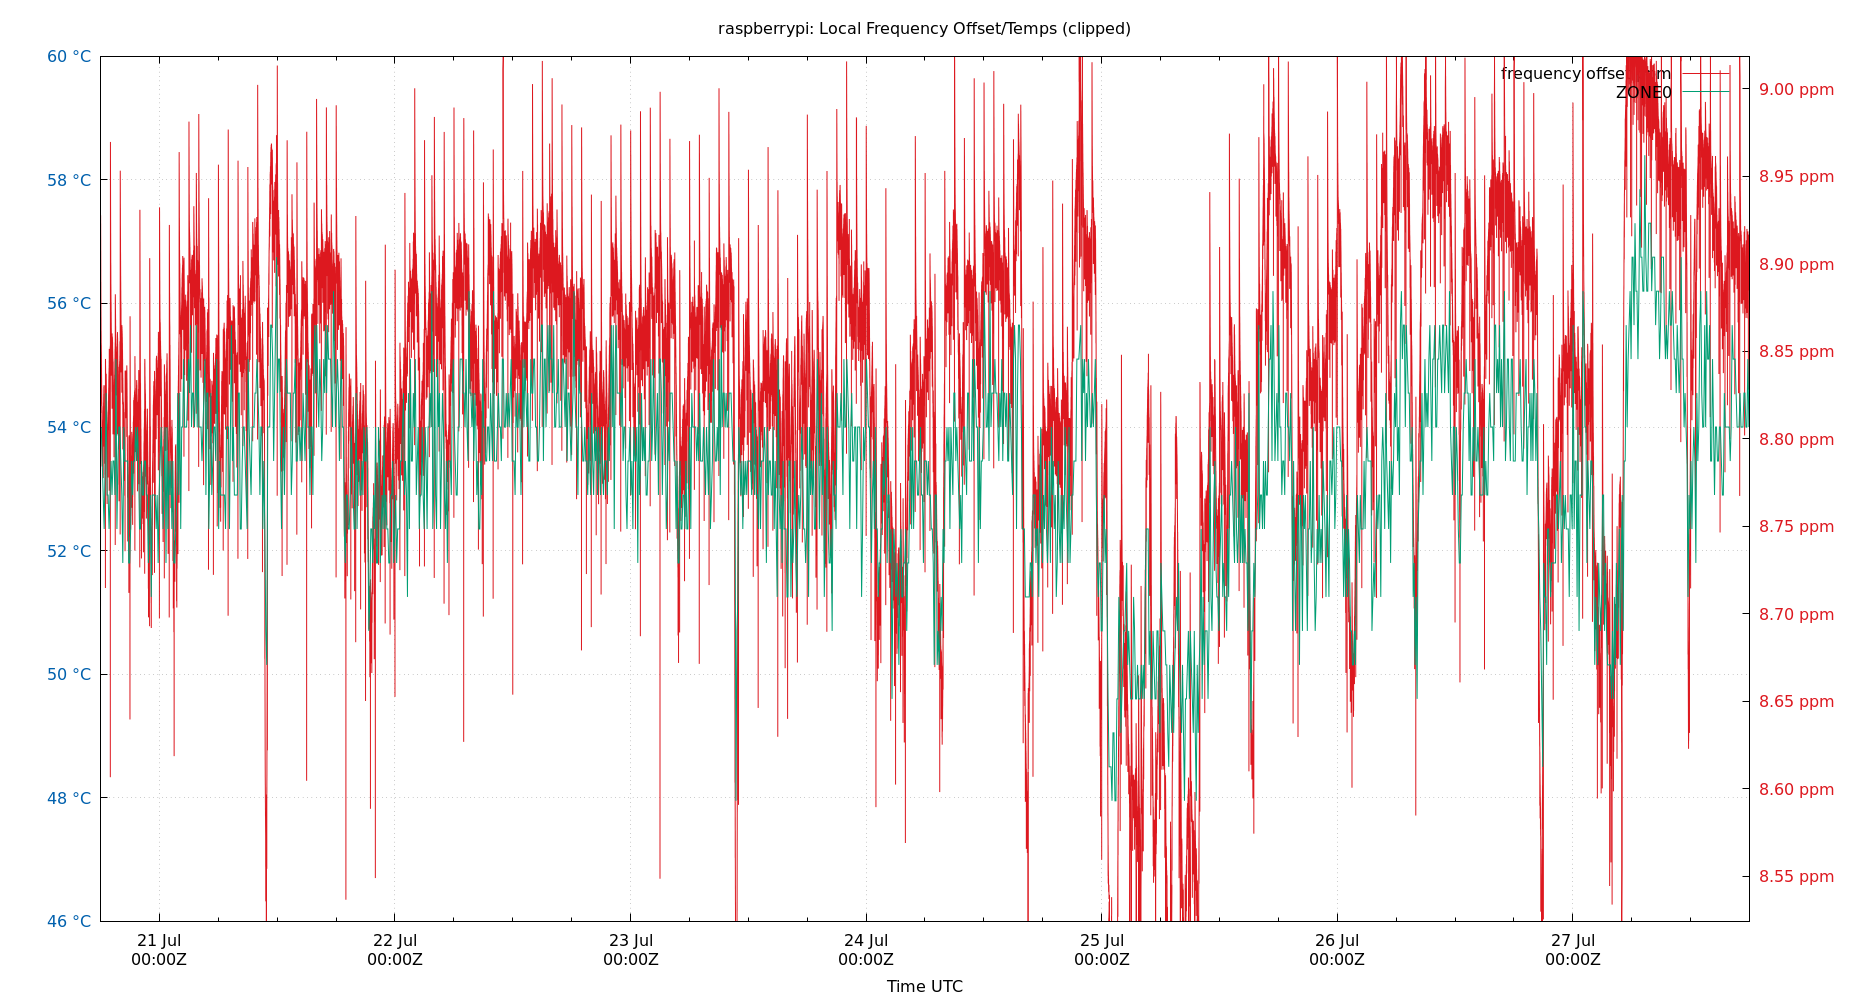 raspberrypi: Local Frequency Offset/Temps (clipped)
60 °C
58 °C
56 °C
54 °C
52 °C
50 °C
48 °C
46 °C
frequency offse m
ZONE0
9.00 ppm
8.95 ppm
8.90 ppm
8.85 ppm
8.80 ppm
8.75 ppm
8.70 ppm
8.65 ppm
8.60 ppm
8.55 ppm
21 Jul 22 Jul 23 Jul 24 Jul 25 Jul 26 Jul 27 Jul
00:00Z 00:00Z 00:00Z 00:00Z 00:00Z 00:00Z 00:00Z
Time UTC